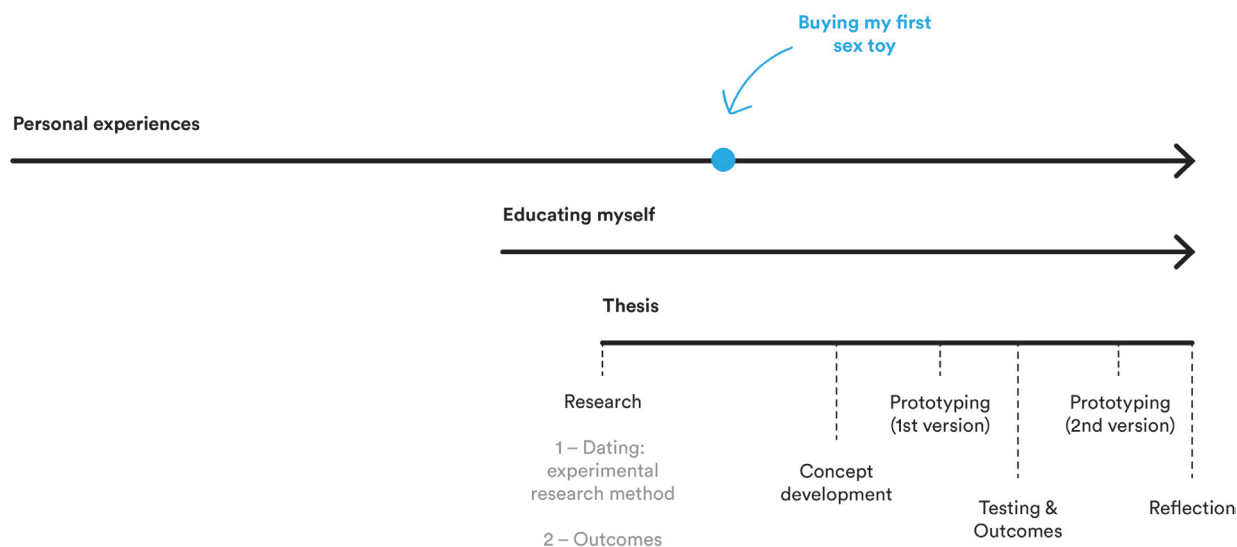 Buying my first
sex toy
Personal experiences
Educating myself
Thesis
Research
1 – Dating:
experimental
research method
2 – Outcomes
Concept
development
Prototyping
(1st version)
Testing &
Outcomes
Prototyping
(2nd version)
Reflection